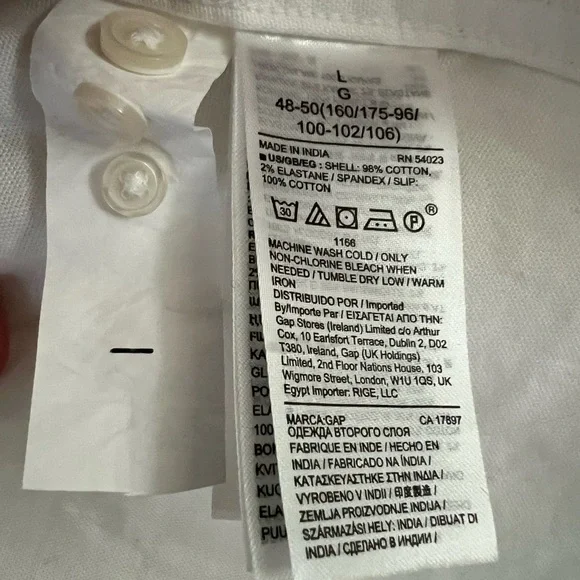 L
G
48-50(160/175-96/
100-102/106)
MADE IN INDIA RN 54023
■ US/GB/EG : SHELL: 98% COTTON,
2% ELASTANE / SPANDEX / SLIP:
100% COTTON
30 P ®
1166
MACHINE WASH COLD / ONLY
NON-CHLORINE BLEACH WHEN
NEEDED / TUMBLE DRY LOW / WARM
IRON
DISTRIBUIDO POR / Imported
By/Importe Par / ΕΙΣΑΓΕΤΑΙ ΑΠΟ ΤΗΝ:
Gap Stores (Ireland) Limited c/o Arthur
Cox, 10 Earlsfort Terrace, Dublin 2, D02
T380, Ireland, Gap (UK Holdings)
Limited, 2nd Floor Nations House, 103
Wigmore Street, London, W1U 1QS, UK
Egypt Importer: RIGE, LLC
MARCA:GAP CA 17897
ОДЕЖДА ВТОРОГО СЛОЯ
FABRIQUE EN INDE / HECHO EN
INDIA / FABRICADO NA ÍNDIA /
ΚΑΤΑΣΚΕΥΑΣΤΗΚΕ ΣΤΗΝ ΙΝΔΙΑ /
VYROBENO V INDII / 印度製造 /
ZEMLJA PROIZVODNJE INDIJA /
SZÁRMAZÁSI HELY: INDIA / DIBUAT DI
INDIA / СДЕЛАНО В ИНДИИ /